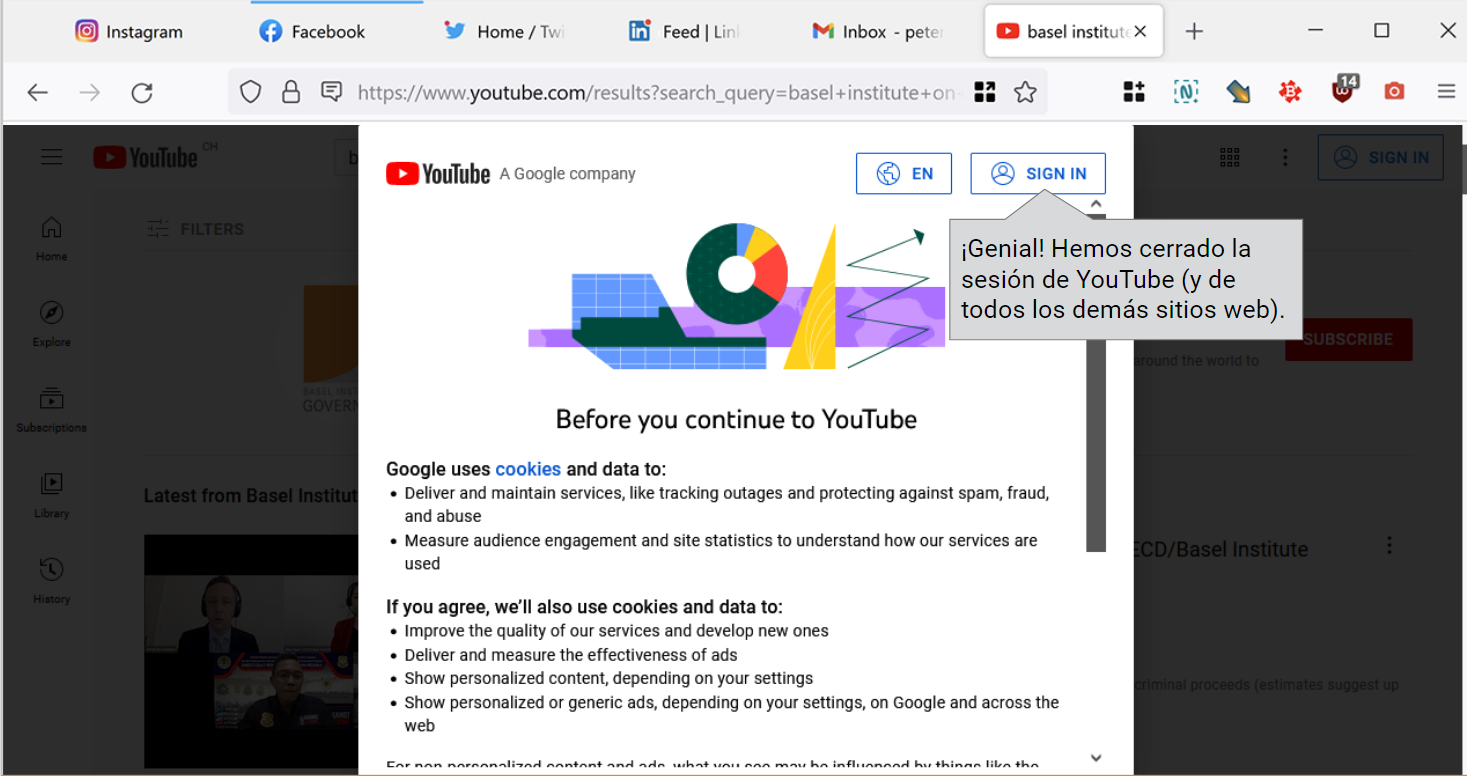 Instagram
Facebook
Home / Twi
Feed | Lin
Inbox - peter
basel institute
https://www.youtube.com/results?search_query=basel+institute+on
14
YouTube CH
b
SIGN IN
YouTube A Google company
EN
SIGN IN
¡Genial! Hemos cerrado la
sesión de YouTube (y de
todos los demás sitios web).
Home
Explore
Subscriptions
Library
History
FILTERS
BASEL INST
GOVERN
SUBSCRIBE
around the world to
Latest from Basel Institut
ECD/Basel Institute
criminal proceeds (estimates suggest up
Before you continue to YouTube
Google uses cookies and data to:
• Deliver and maintain services, like tracking outages and protecting against spam, fraud,
and abuse
• Measure audience engagement and site statistics to understand how our services are
used
If you agree, we’ll also use cookies and data to:
• Improve the quality of our services and develop new ones
• Deliver and measure the effectiveness of ads
• Show personalized content, depending on your settings
• Show personalized or generic ads, depending on your settings, on Google and across the
web
For non-personalized content and ads, what you see may be influenced by things like the